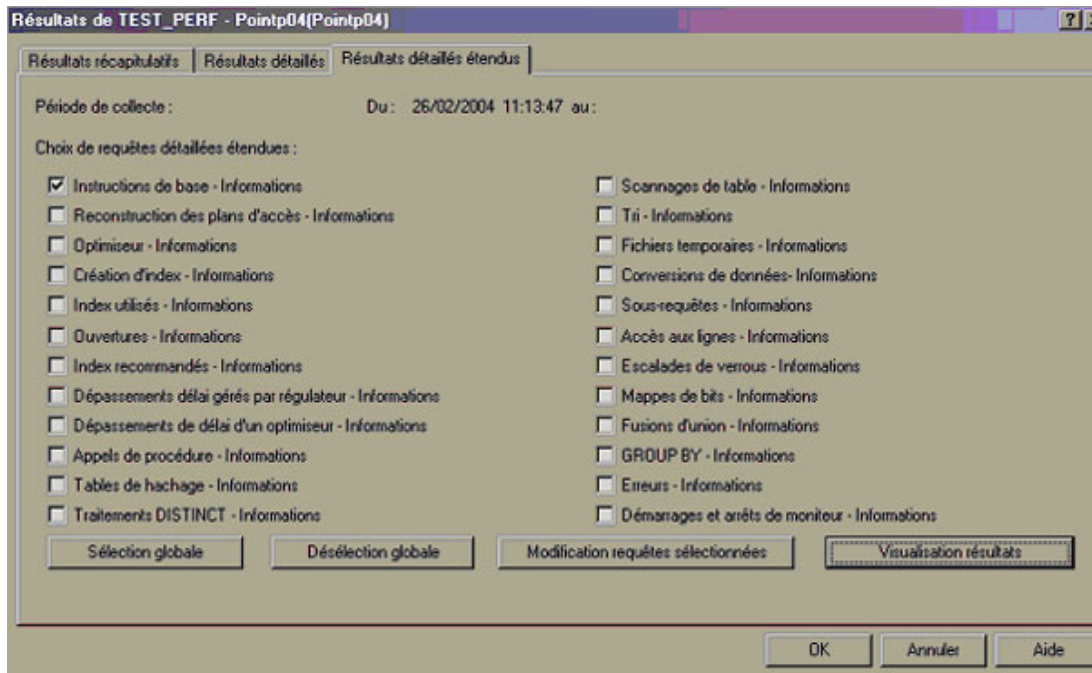 Résultats de TEST_PERF - Pointp04(Pointp04)
Résultats récapitulatifs Résultats détaillés Résultats détaillés étendus
Période de collecte : Du : 26/02/2004 11:13:47 au :
Choix de requêtes détaillées étendues :
Instructions de base - Informations
Reconstruction des plans d'accès - Informations
Optimiseur - Informations
Création d'index - Informations
Index utilisés - Informations
Ouvertures - Informations
Index recommandés - Informations
Dépassements délai gérés par régulateur - Informations
Dépassements de délai d'un optimiseur - Informations
Appels de procédure - Informations
Tables de hachage - Informations
Traitements DISTINCT - Informations
Scannages de table - Informations
Tri - Informations
Fichiers temporaires - Informations
Conversions de données- Informations
Sous-requêtes - Informations
Accès aux lignes - Informations
Escalades de verrous - Informations
Mappes de bits - Informations
Fusions d'union - Informations
GROUP BY - Informations
Erreurs - Informations
Démarrages et arrêts de moniteur - Informations
Sélection globale Désélection globale Modification requêtes sélectionnées Visualisation résultats
OK Annuler Aide